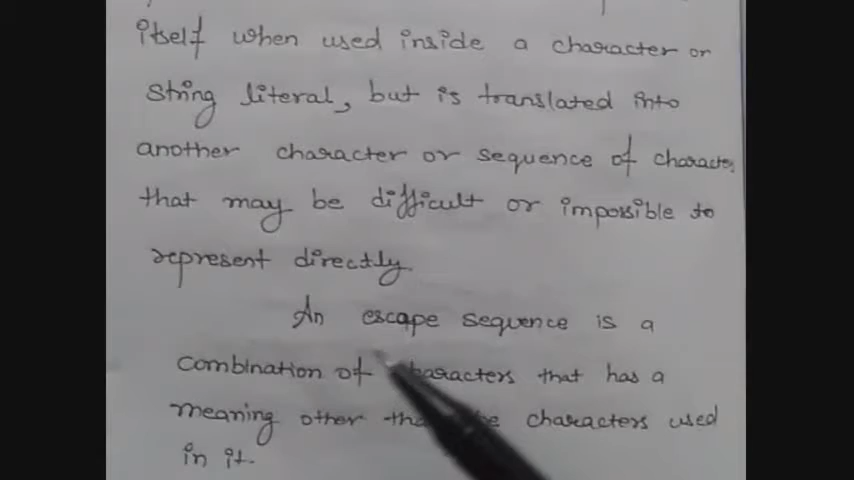 itself when used inside a character or
string literal, but is translated into
another character or sequence of character
that may be difficult or impossible to
represent directly.
An escape sequence is a
combination of characters that has a
meaning other than the characters used
in it.